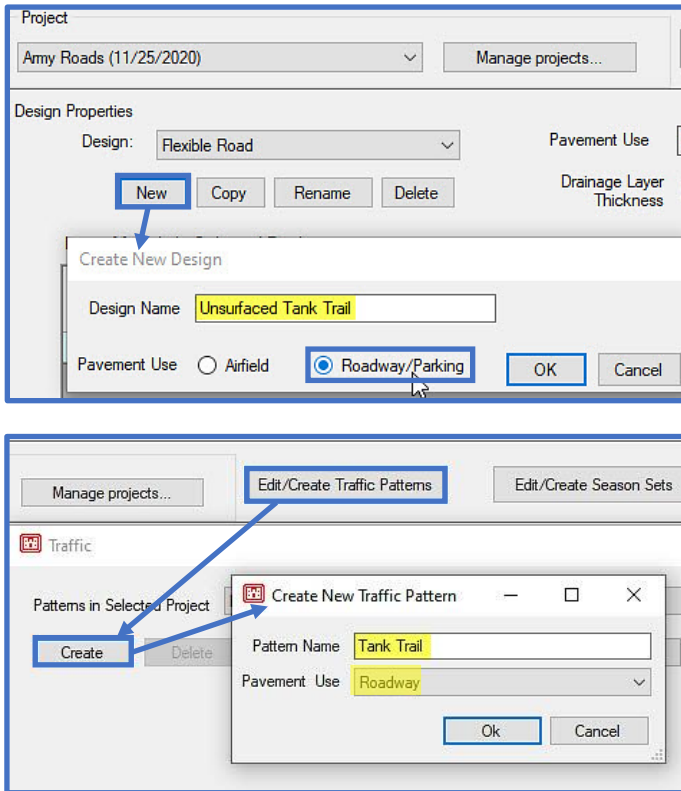 Project
Army Roads (11/25/2020)
Manage projects...
Design Properties
Design: Flexible Road
Pavement Use
New Copy Rename Delete
Drainage Layer
Thickness
Create New Design
Design Name Unsurfaced Tank Trail
Pavement Use Airfield Roadway/Parking OK Cancel
Manage projects... Edit/Create Traffic Patterns Edit/Create Season Sets
Traffic
Patterns in Selected Project
Create New Traffic Pattern
Create Delete
Pattern Name Tank Trail
Pavement Use Roadway
Ok Cancel